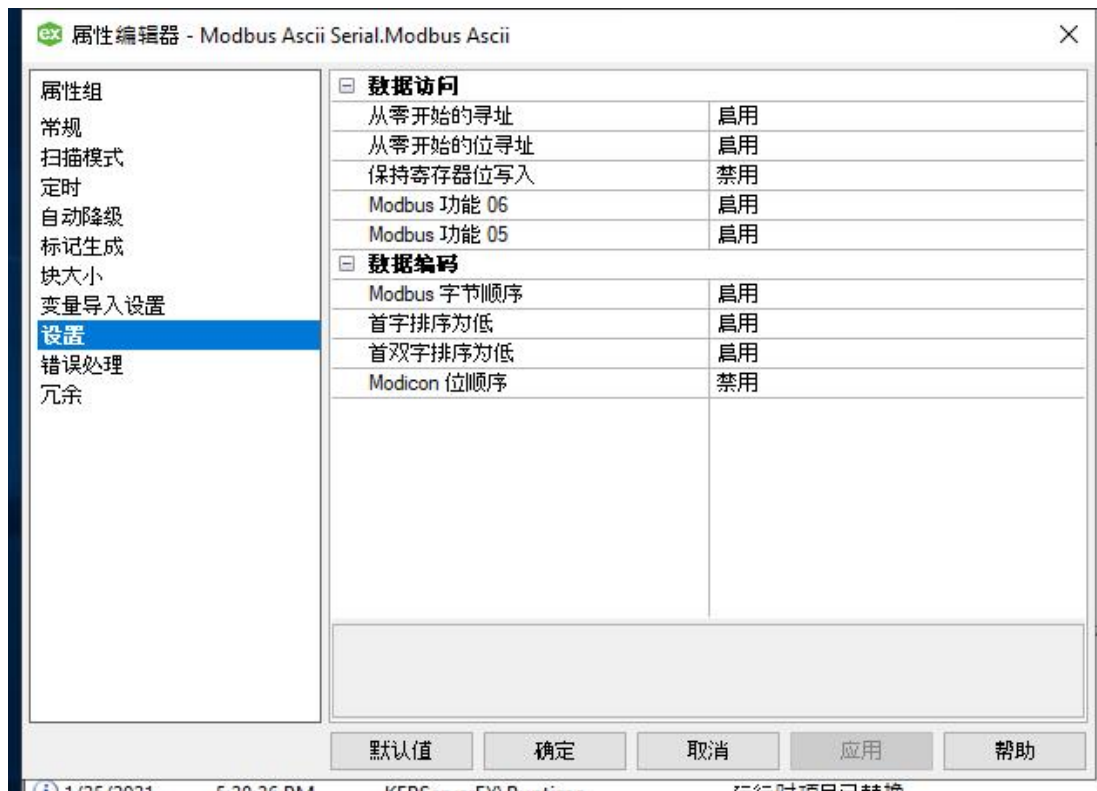 ex 属性编辑器 - Modbus Ascii Serial.Modbus Ascii
属性组
常规
扫描模式
定时
自动降级
标记生成
块大小
变量导入设置
设置
错误处理
冗余
数据访问
从零开始的寻址 启用
从零开始的位寻址 启用
保持寄存器位写入 禁用
Modbus 功能 06 启用
Modbus 功能 05 启用
数据编码
Modbus 字节顺序 启用
首字排序为低 启用
首双字排序为低 启用
Modicon 位顺序 禁用
默认值 确定 取消 应用 帮助